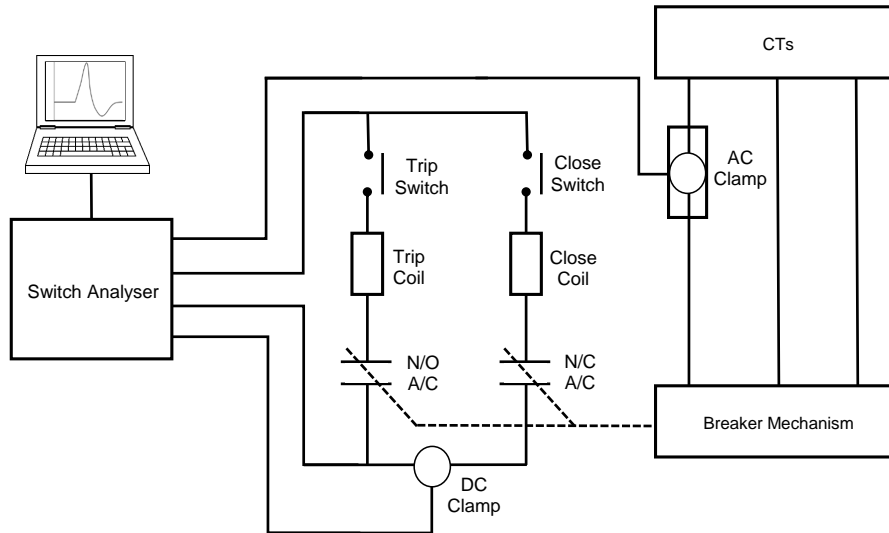 CTs
Trip
Switch
Close
Switch
AC
Clamp
Switch Analyser
Trip
Coil
Close
Coil
N/O
A/C
N/C
A/C
Breaker Mechanism
DC
Clamp